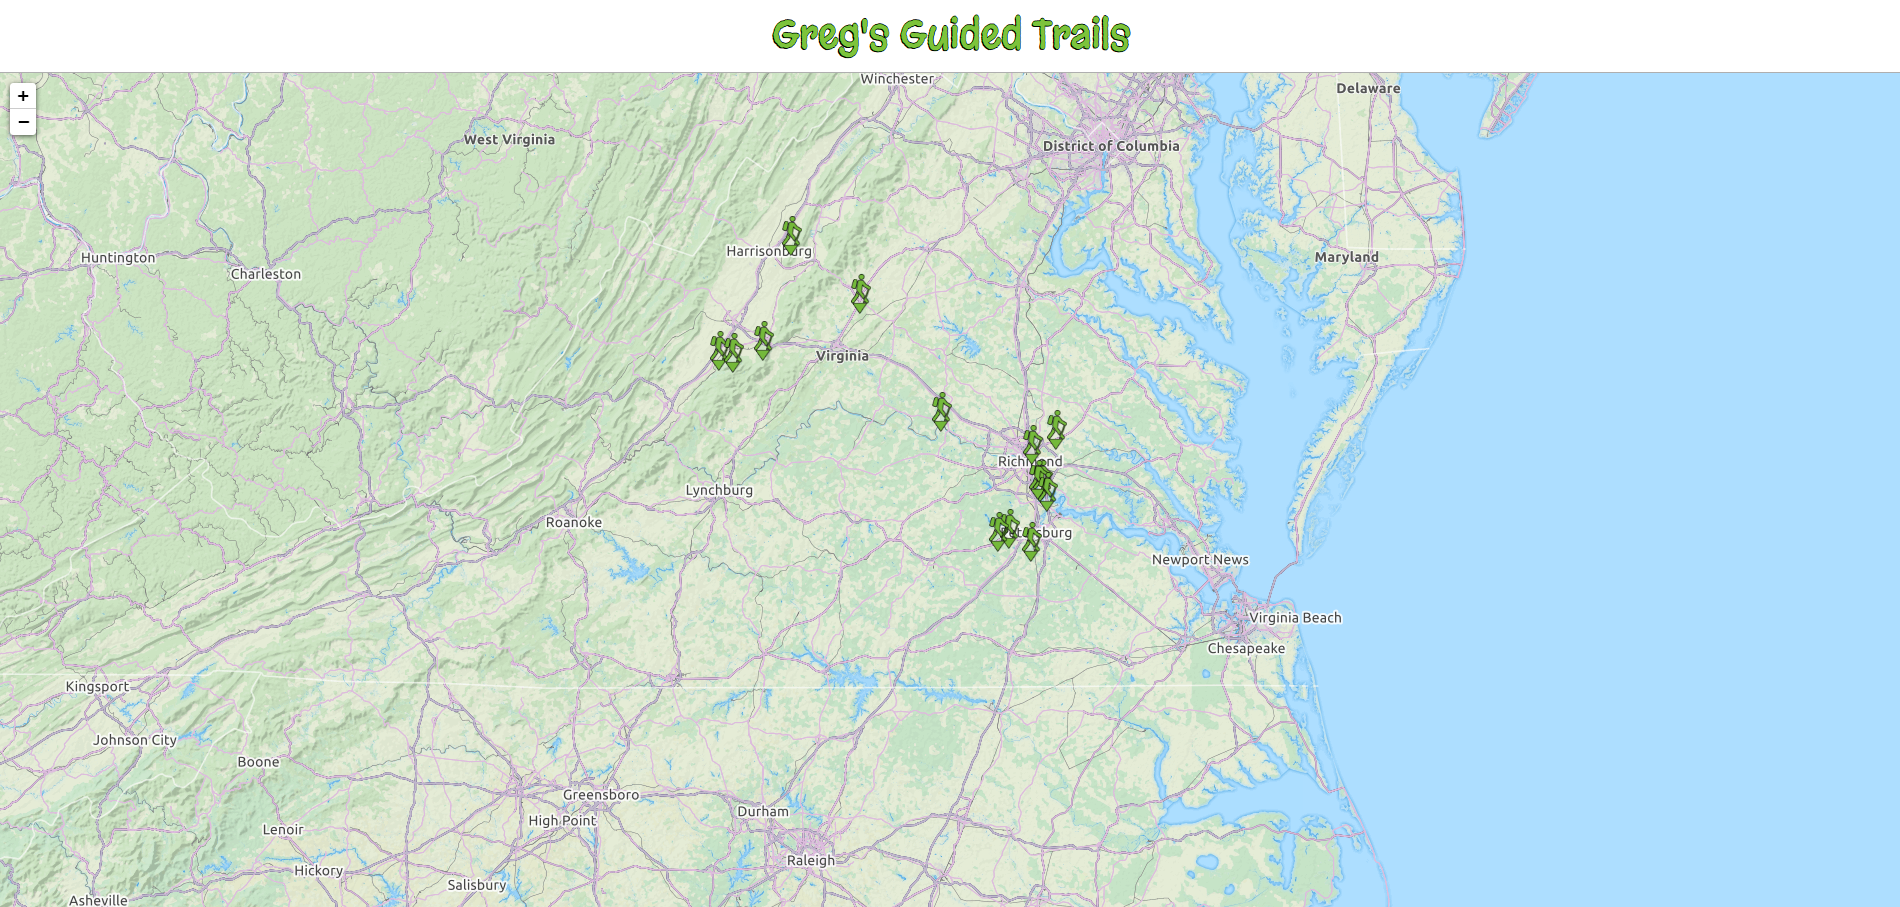 Greg's Guided Trails
+
−
Winchester
Delaware
West Virginia
District of Columbia
Harrisonburg
Huntington
Maryland
Charleston
Virginia
Richmond
Lynchburg
Roanoke
Petersburg
Newport News
Virginia Beach
Chesapeake
Kingsport
Johnson City
Boone
Greensboro
Durham
High Point
Lenoir
Raleigh
Hickory
Salisbury
Asheville